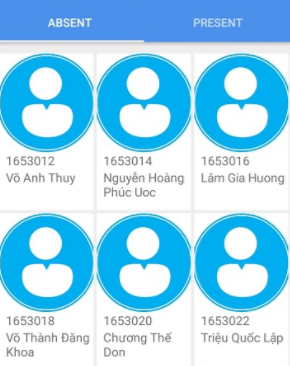 ABSENT PRESENT
1653012 1653014 1653016
Võ Anh Thuy Nguyễn Hoàng Lâm Gia Huong
Phúc Uoc
1653018 1653020 1653022
Võ Thành Đăng Chương Thế Triệu Quốc Lập
Khoa Don